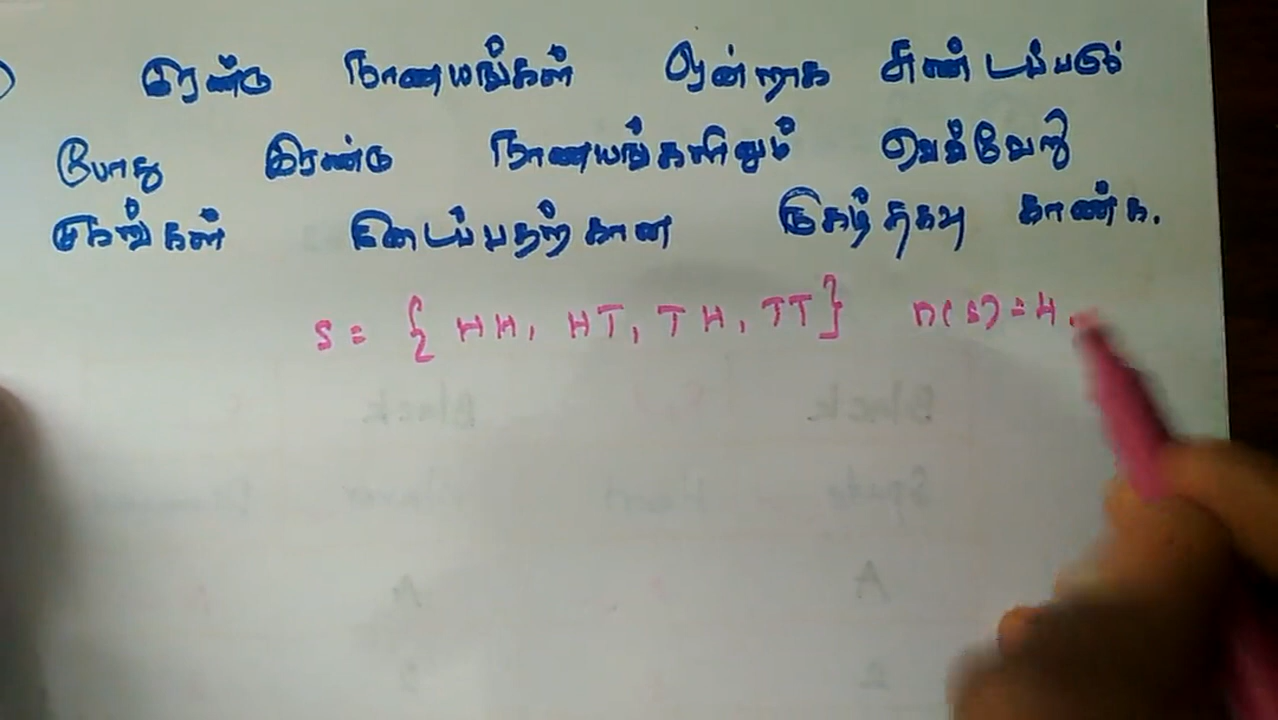 இரண்டு நாணயங்கள் ஒன்றாக சுண்டப்படும்
போது இரண்டு நாணயங்களிலும் வெவ்வேறு
முகங்கள் கிடைப்பதற்கான நிகழ்தகவு காண்க.
S = { HH, HT, TH, TT} n(s) = 4.